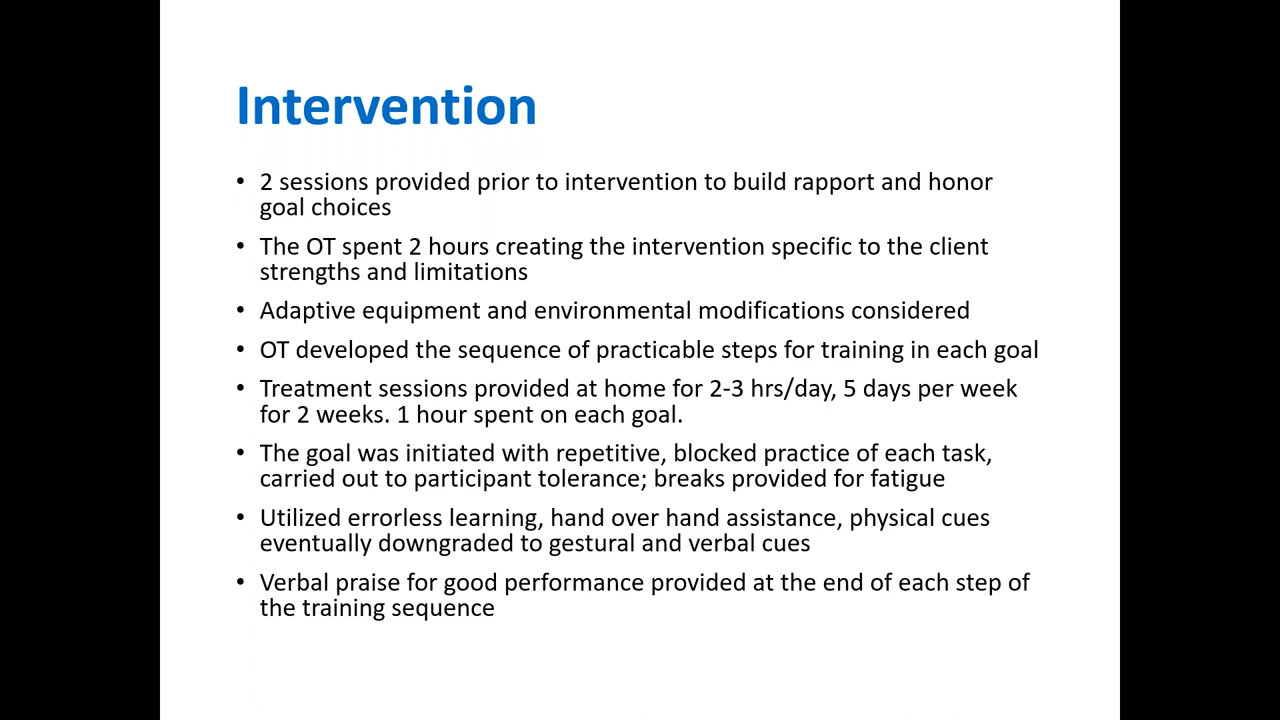 Intervention
• 2 sessions provided prior to intervention to build rapport and honor
goal choices
• The OT spent 2 hours creating the intervention specific to the client
strengths and limitations
• Adaptive equipment and environmental modifications considered
• OT developed the sequence of practicable steps for training in each goal
• Treatment sessions provided at home for 2-3 hrs/day, 5 days per week
for 2 weeks. 1 hour spent on each goal.
• The goal was initiated with repetitive, blocked practice of each task,
carried out to participant tolerance; breaks provided for fatigue
• Utilized errorless learning, hand over hand assistance, physical cues
eventually downgraded to gestural and verbal cues
• Verbal praise for good performance provided at the end of each step of
the training sequence